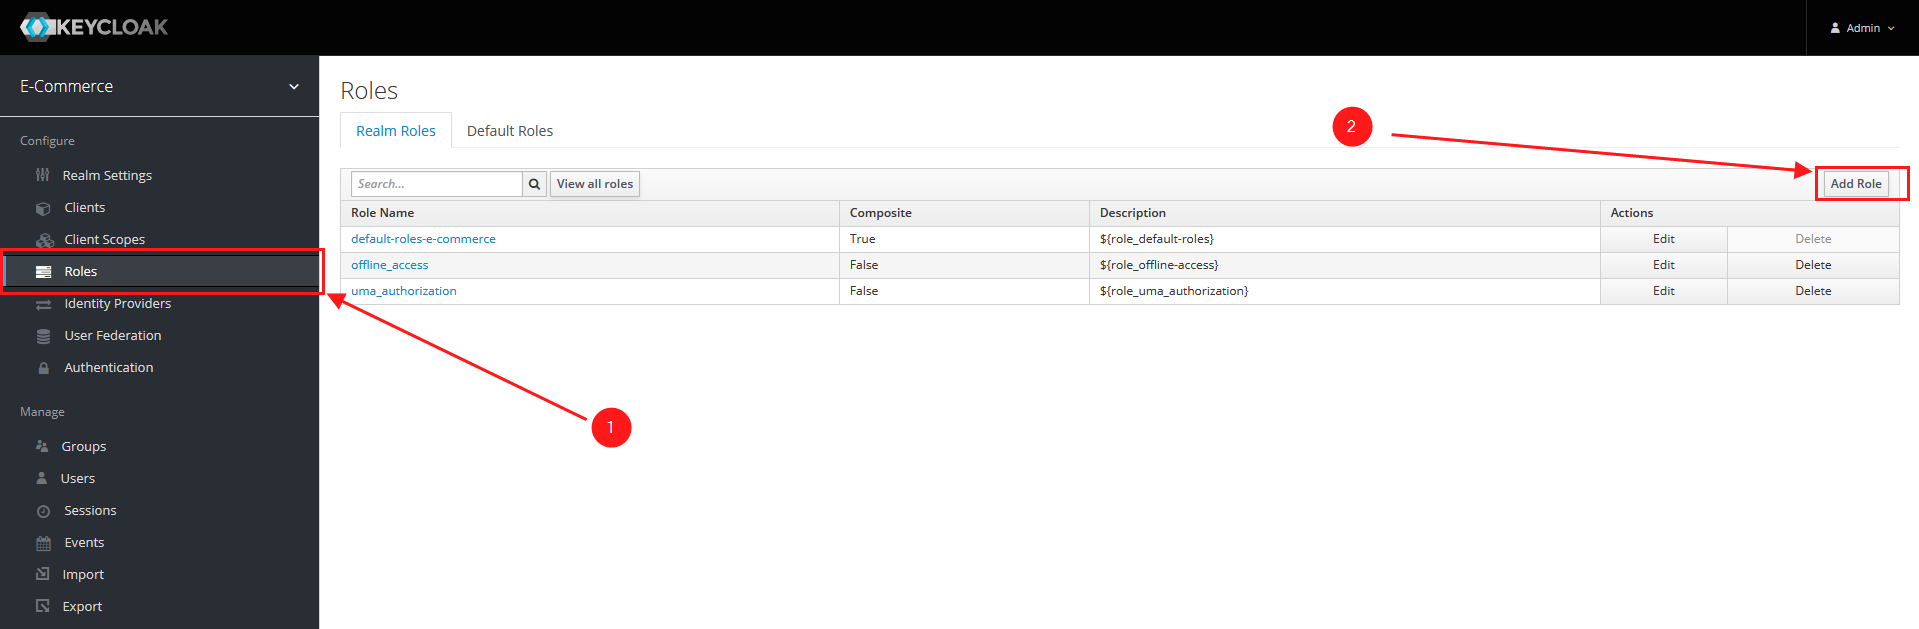 KEYCLOAK
Admin
E-Commerce
Configure
Realm Settings
Clients
Client Scopes
Roles
Identity Providers
User Federation
Authentication
Manage
Groups
Users
Sessions
Events
Import
Export
Roles
Realm Roles Default Roles
Search... View all roles Add Role
Role Name Composite Description Actions
default-roles-e-commerce True ${role_default-roles} Edit Delete
offline_access False ${role_offline-access} Edit Delete
uma_authorization False ${role_uma_authorization} Edit Delete
2
1